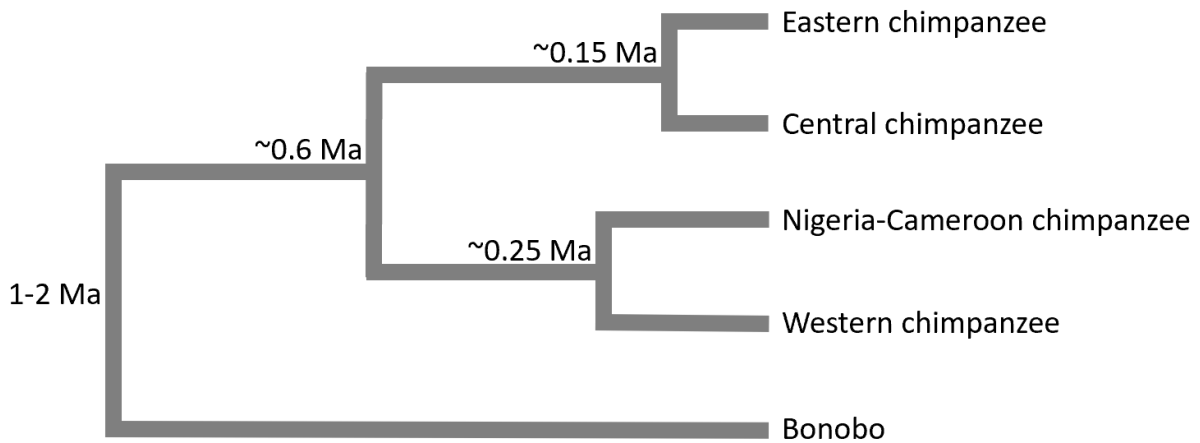 Eastern chimpanzee
~0.15 Ma
Central chimpanzee
~0.6 Ma
Nigeria-Cameroon chimpanzee
~0.25 Ma
1-2 Ma
Western chimpanzee
Bonobo